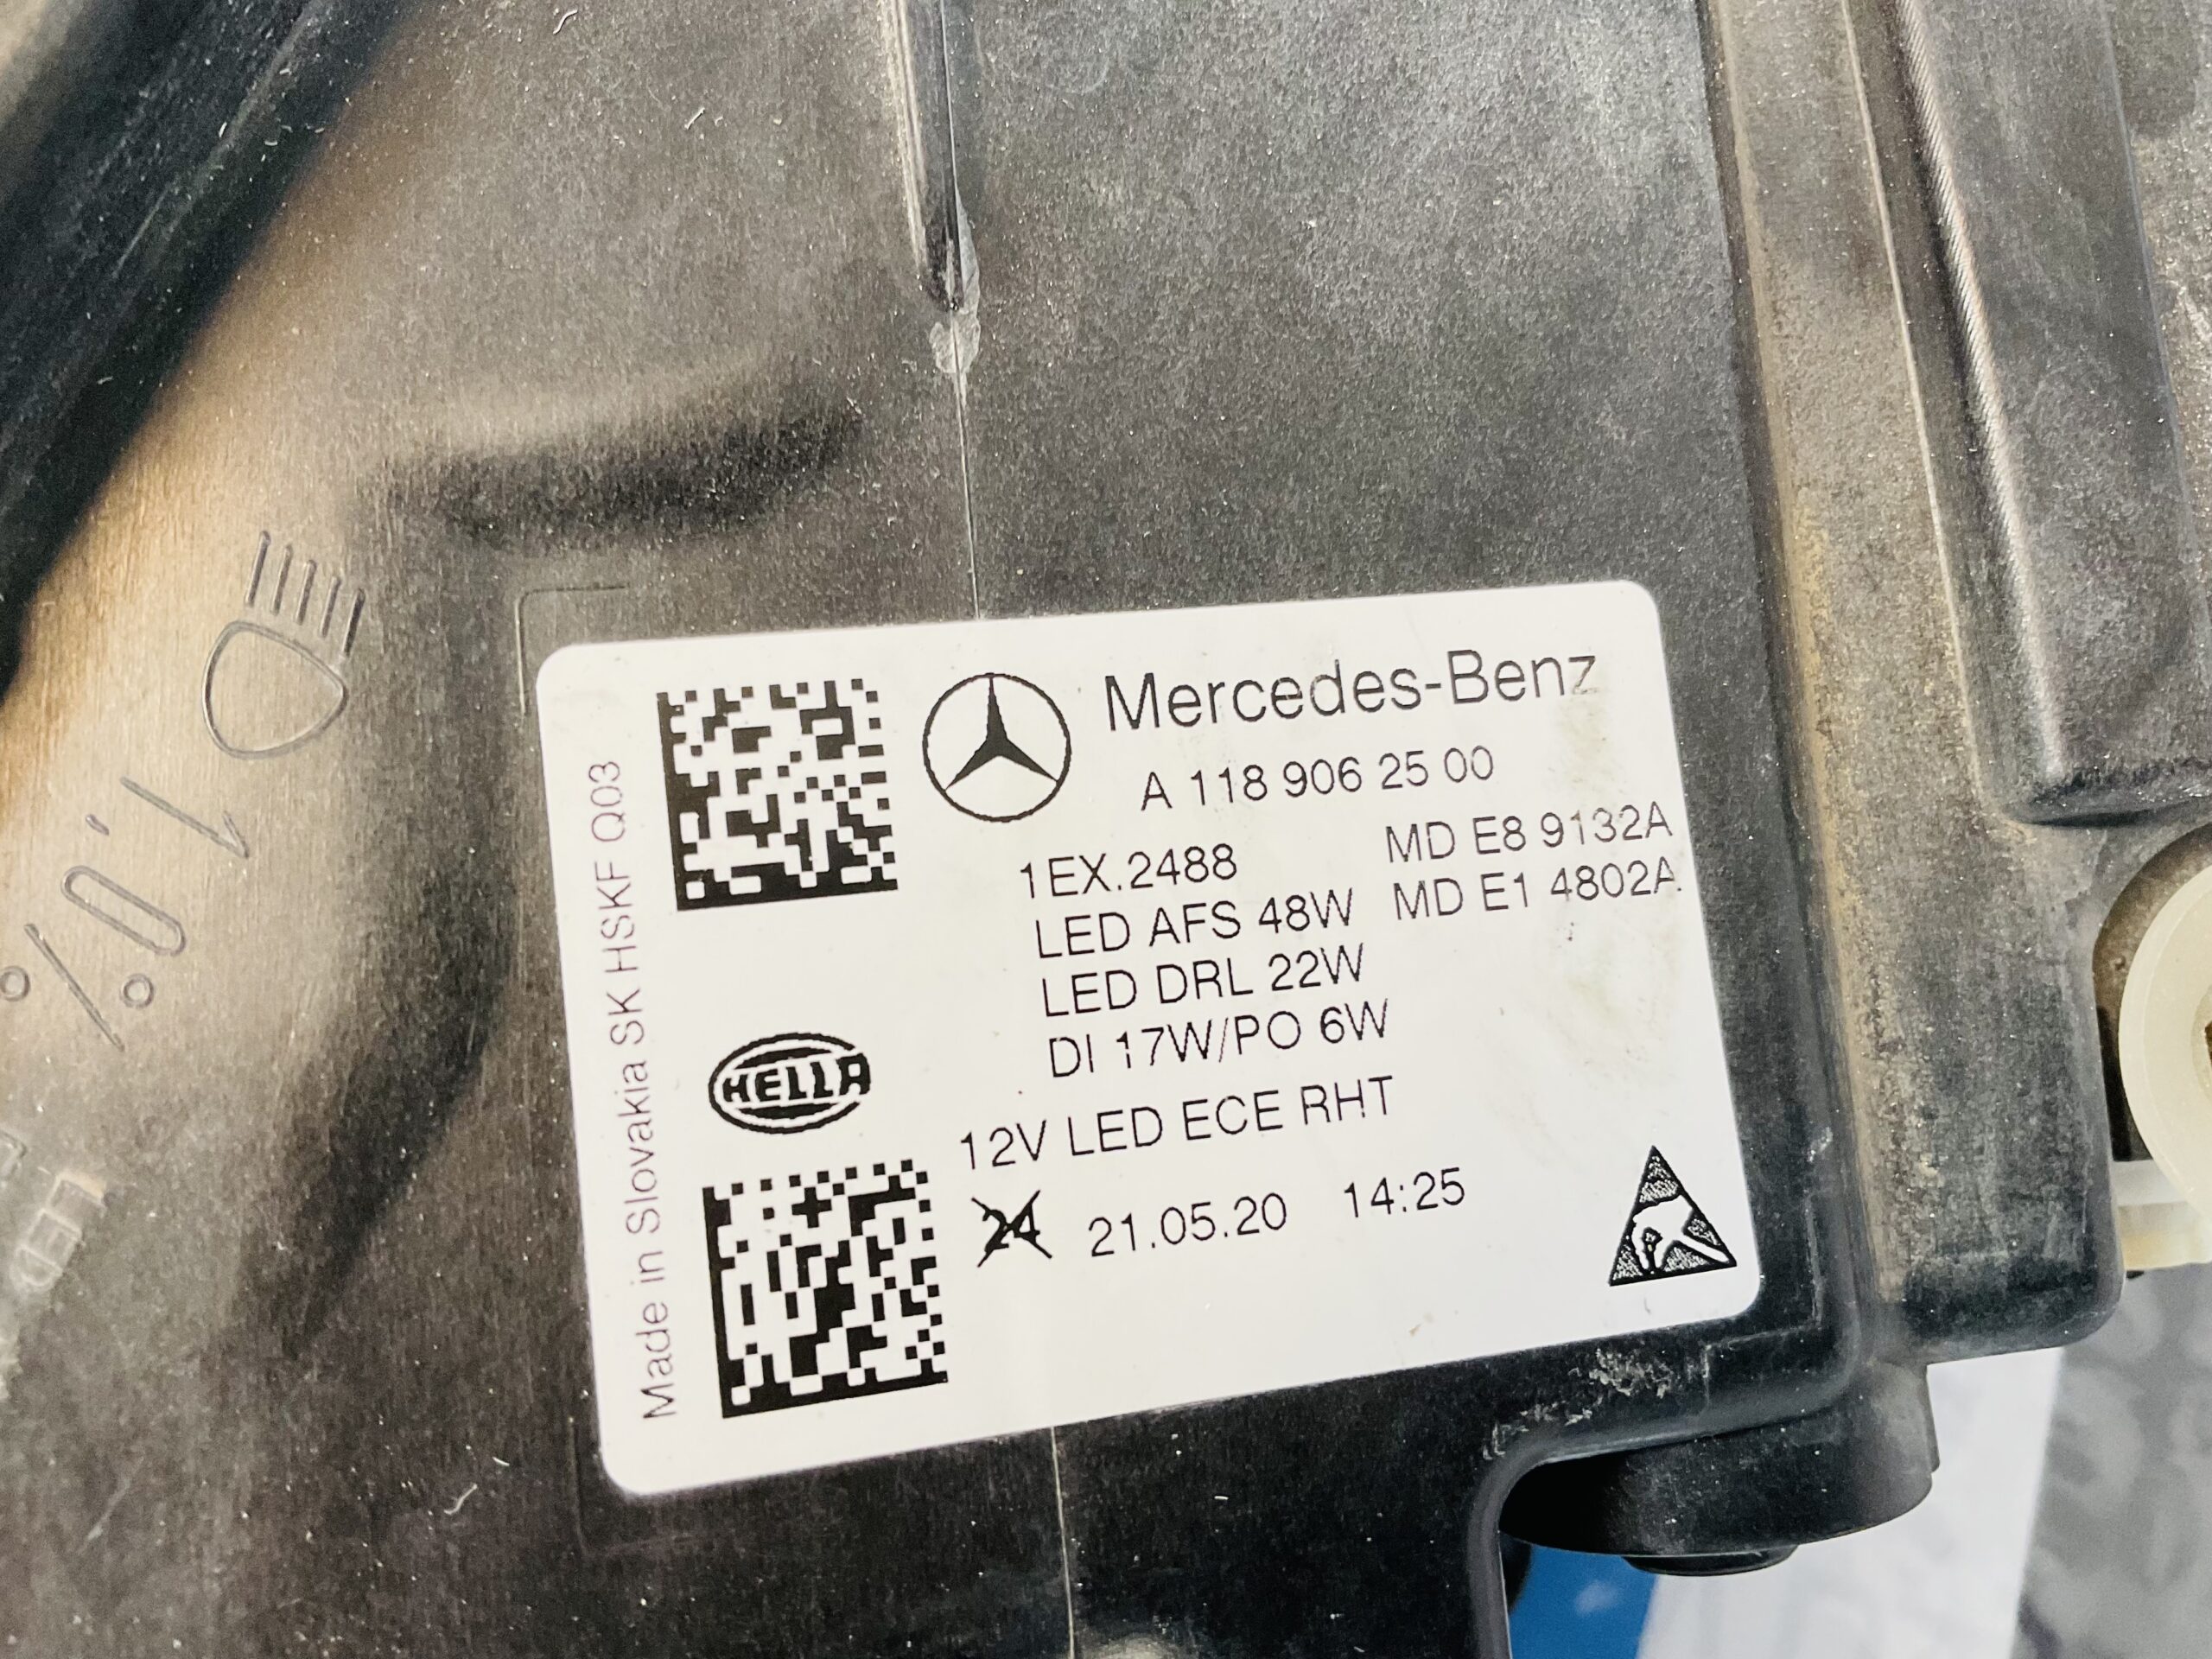 Mercedes-Benz
A 118 906 25 00
1EX.2488 MD E8 9132A
LED AFS 48W MD E1 4802A
LED DRL 22W
DI 17W/PO 6W
HELLA
12V LED ECE RHT
24 21.05.20 14:25
Made in Slovakia SK HSKF Q03
1,0%